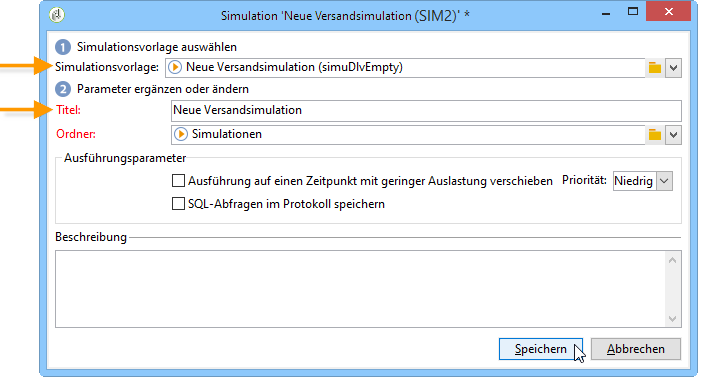 Simulation 'Neue Versandsimulation (SIM2)' *
1 Simulationsvorlage auswählen
Simulationsvorlage: Neue Versandsimulation (simuDlvEmpty)
2 Parameter ergänzen oder ändern
Titel: Neue Versandsimulation
Ordner: Simulationen
Ausführungsparameter
Ausführung auf einen Zeitpunkt mit geringer Auslastung verschieben Priorität: Niedrig
SQL-Abfragen im Protokoll speichern
Beschreibung
Speichern Abbrechen